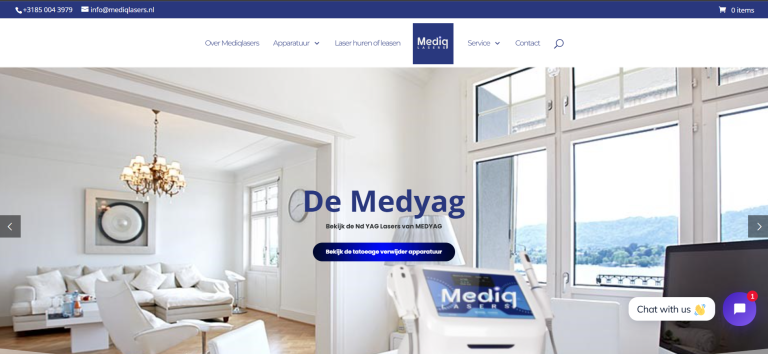 +3185 004 3979 info@mediqlasers.nl 0 items
Over Mediqlasers Apparatuur Laser huren of leasen Mediq LASERS Service Contact
De Medyag
Bekijk de Nd YAG Lasers van MEDYAG
Bekijk de tatoeage verwijder apparatuur
Mediq
LASERS
Chat with us 👋
1